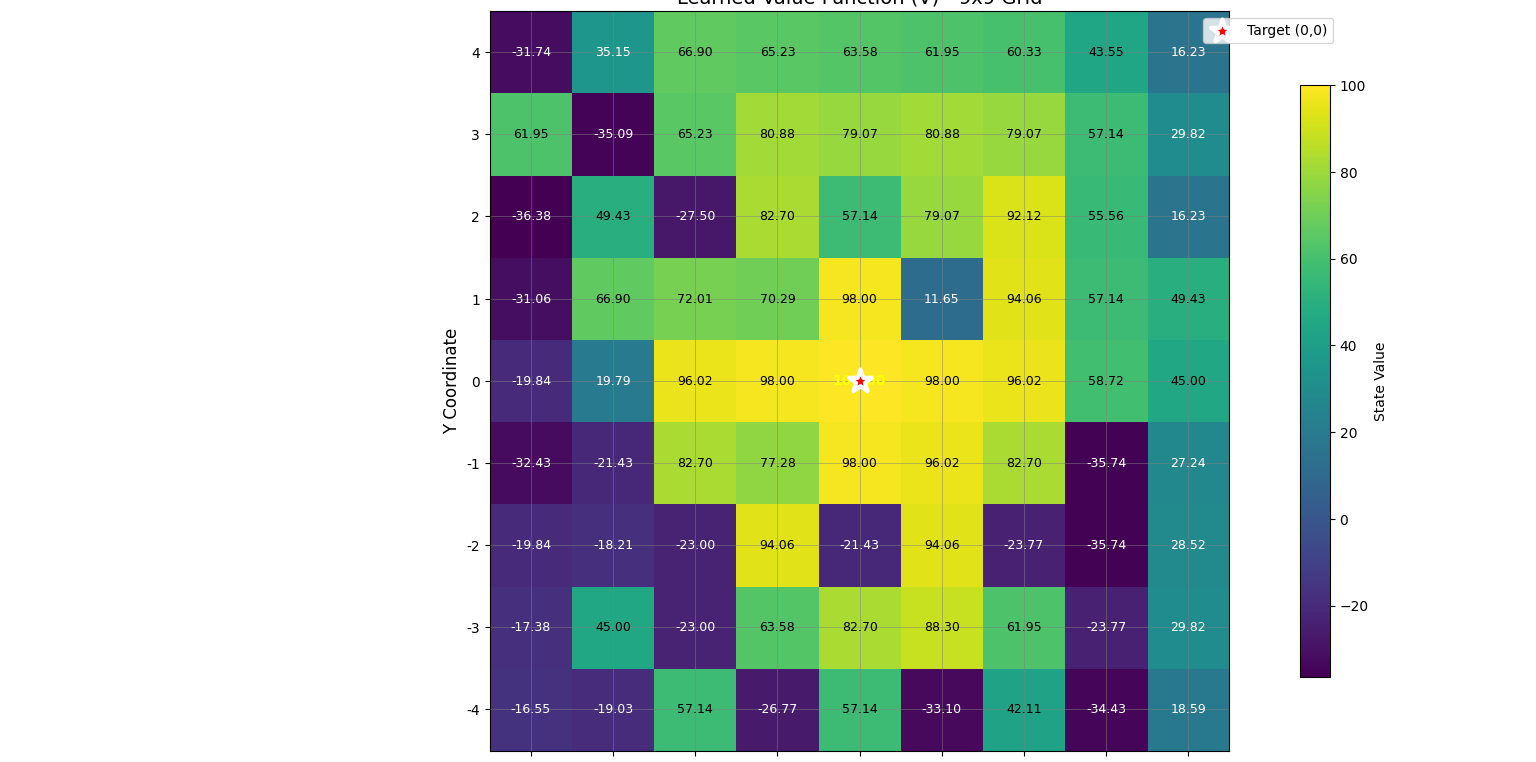 Learned Value Function (V) - 9x9 Grid
Target (0,0)
4 -31.74 35.15 66.90 65.23 63.58 61.95 60.33 43.55 16.23
3 61.95 -35.09 65.23 80.88 79.07 80.88 79.07 57.14 29.82
2 -36.38 49.43 -27.50 82.70 57.14 79.07 92.12 55.56 16.23
1 -31.06 66.90 72.01 70.29 98.00 11.65 94.06 57.14 49.43
0 -19.84 19.79 96.02 98.00 98.00 96.02 58.72 45.00
-1 -32.43 -21.43 82.70 77.28 98.00 96.02 82.70 -35.74 27.24
-2 -19.84 -18.21 -23.00 94.06 -21.43 94.06 -23.77 -35.74 28.52
-3 -17.38 45.00 -23.00 63.58 82.70 88.30 61.95 -23.77 29.82
-4 -16.55 -19.03 57.14 -26.77 57.14 -33.10 42.11 -34.43 18.59
Y Coordinate
100
80
60
40
20
0
−20
State Value